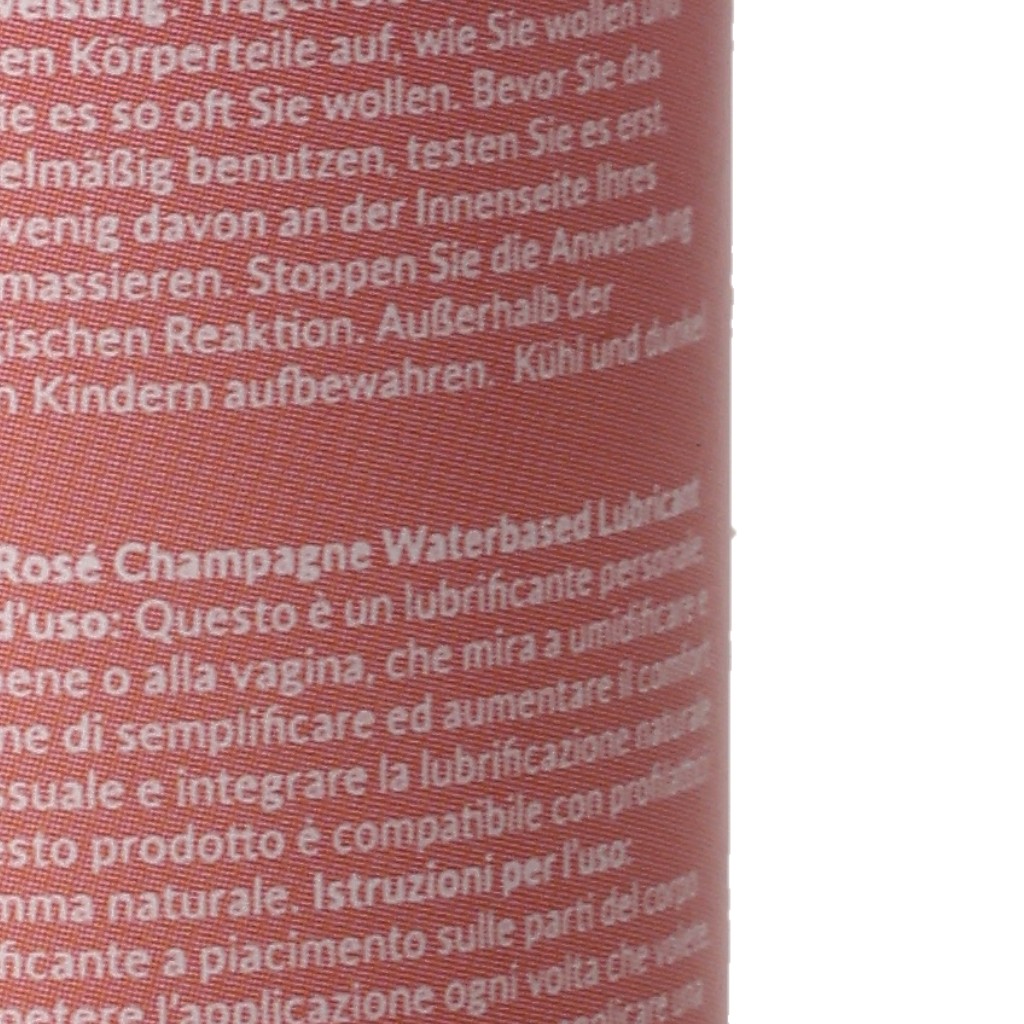 en Körperteile auf, wie Sie wollen und
ie es so oft Sie wollen. Bevor Sie das
elmäßig benutzen, testen Sie es erst,
wenig davon an der Innenseite Ihres
massieren. Stoppen Sie die Anwendung
ischen Reaktion. Außerhalb der
n Kindern aufbewahren. Kühl und dunkel
Rosé Champagne Waterbased Lubricant
d'uso: Questo è un lubrificante personale
ene o alla vagina, che mira a umidificare e
ne di semplificare ed aumentare il comfort
ssuale e integrare la lubrificazione naturale
esto prodotto è compatibile con profilattici
mma naturale. Istruzioni per l'uso:
ficante a piacimento sulle parti del corpo
petere l'applicazione ogni volta che volete.
applicare una